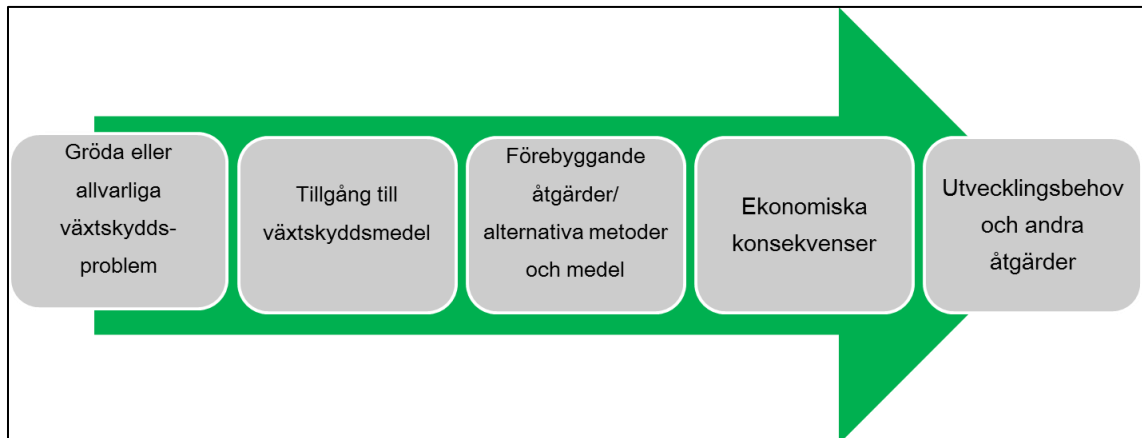 Gröda eller
allvarliga
växtskydds-
problem
Tillgång till
växtskyddsmedel
Förebyggande
åtgärder/
alternativa metoder
och medel
Ekonomiska
konsekvenser
Utvecklingsbehov
och andra
åtgärder